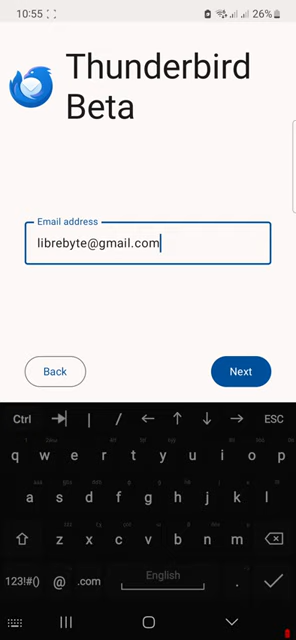 10:55
26%
Thunderbird
Beta
Email address
librebyte@gmail.com
Back
Next
Ctrl | / ← ↑ ↓ → ESC
q w e r t y u i o p
a s d f g h j k l
z x c v b n m
123!#() @ .com English .